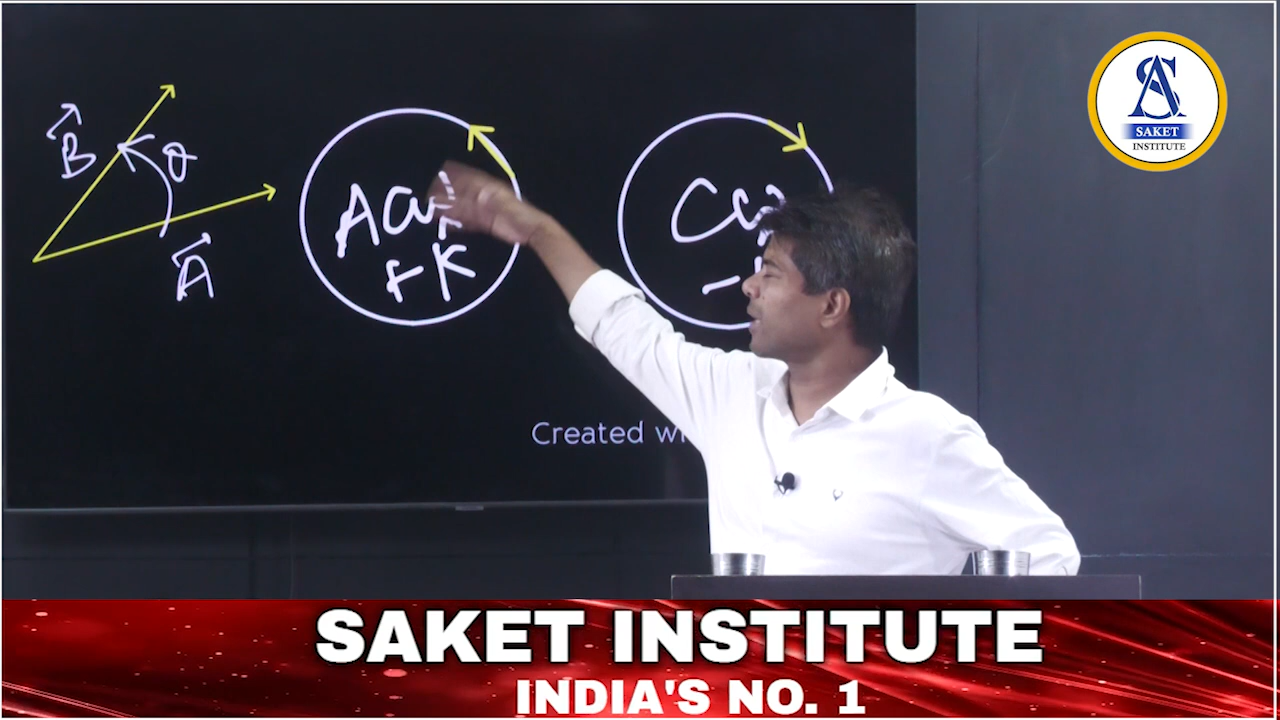 B
θ
A
+K
SAKET
INSTITUTE
Created
SAKET INSTITUTE
INDIA'S NO. 1